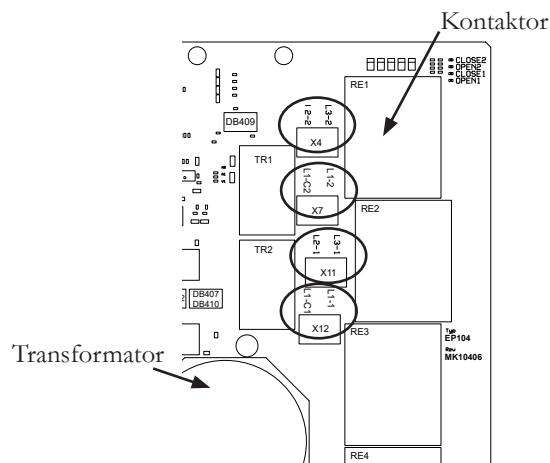 Kontaktor
CLOSE2
OPEN2
CLOSE1
OPEN1
RE1
L2-2
L3-2
DB409
X4
TR1
L1-C2
L1-2
X7
RE2
L2-1
L3-1
TR2
X11
L1-C1
L1-1
DB407
DB410
X12
RE3
Typ
EP104
Rev
MK10406
Transformator
RE4